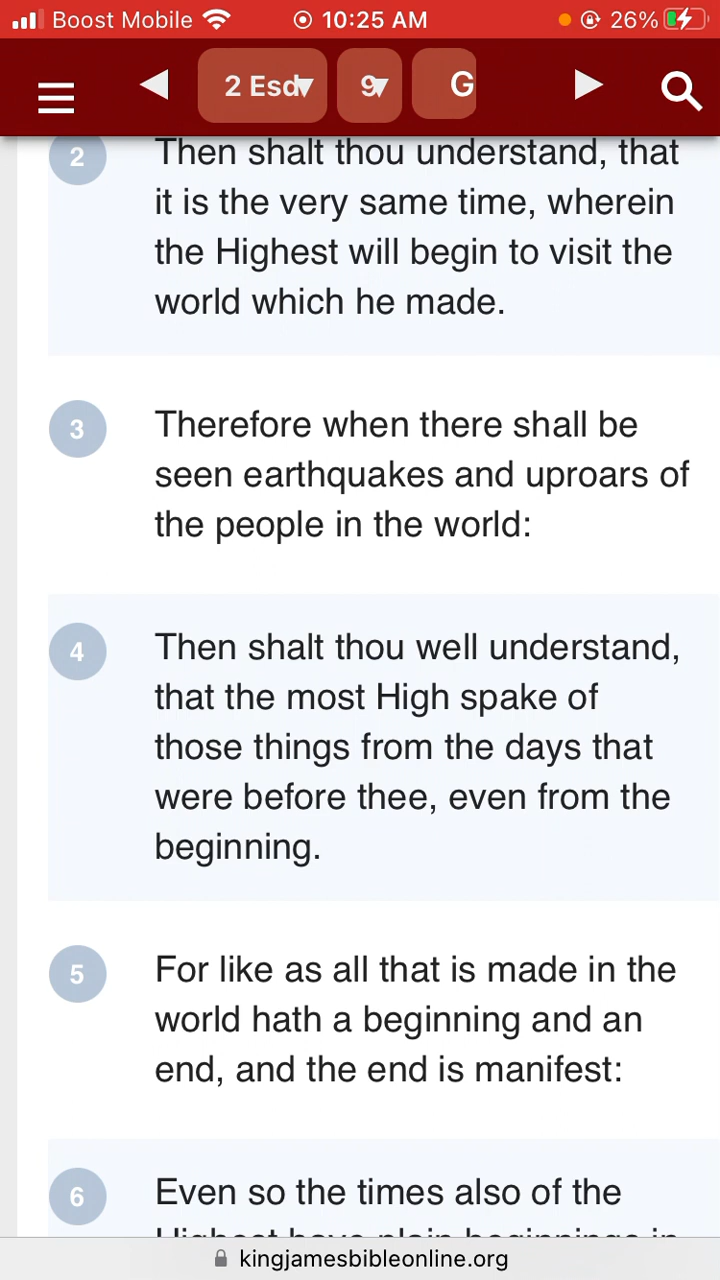 Boost Mobile 10:25 AM 26%
2 Esd 9 G
2 Then shalt thou understand, that
it is the very same time, wherein
the Highest will begin to visit the
world which he made.
3 Therefore when there shall be
seen earthquakes and uproars of
the people in the world:
4 Then shalt thou well understand,
that the most High spake of
those things from the days that
were before thee, even from the
beginning.
5 For like as all that is made in the
world hath a beginning and an
end, and the end is manifest:
6 Even so the times also of the
Highest have plain beginnings in
kingjamesbibleonline.org